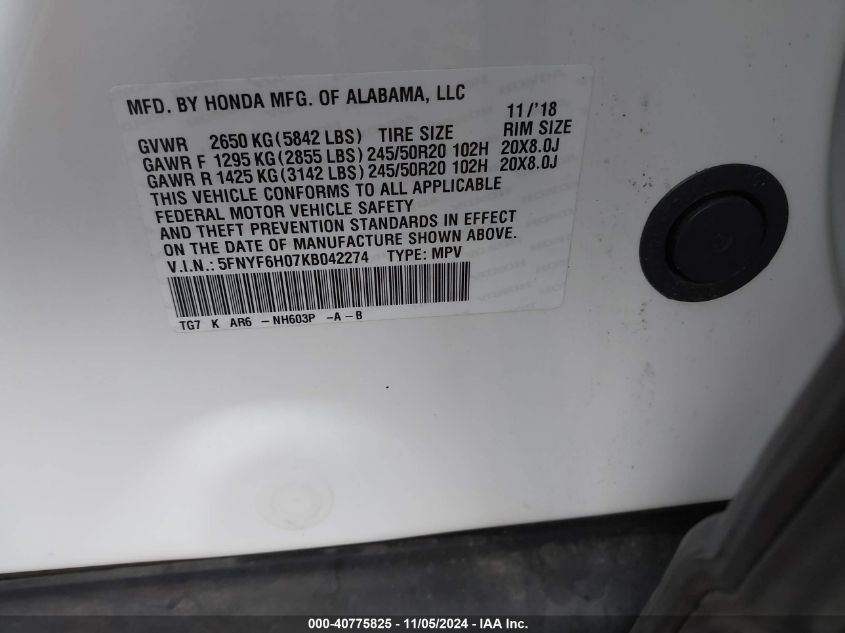 MFD. BY HONDA MFG. OF ALABAMA, LLC 11/'18
GVWR 2650 KG (5842 LBS) TIRE SIZE RIM SIZE
GAWR F 1295 KG (2855 LBS) 245/50R20 102H 20X8.0J
GAWR R 1425 KG (3142 LBS) 245/50R20 102H 20X8.0J
THIS VEHICLE CONFORMS TO ALL APPLICABLE
FEDERAL MOTOR VEHICLE SAFETY
AND THEFT PREVENTION STANDARDS IN EFFECT
ON THE DATE OF MANUFACTURE SHOWN ABOVE.
V.I.N.: 5FNYF6H07KB042274 TYPE: MPV
TG7 K AR6 -NH603P -A-B
000-40775825 - 11/05/2024 - IAA Inc.